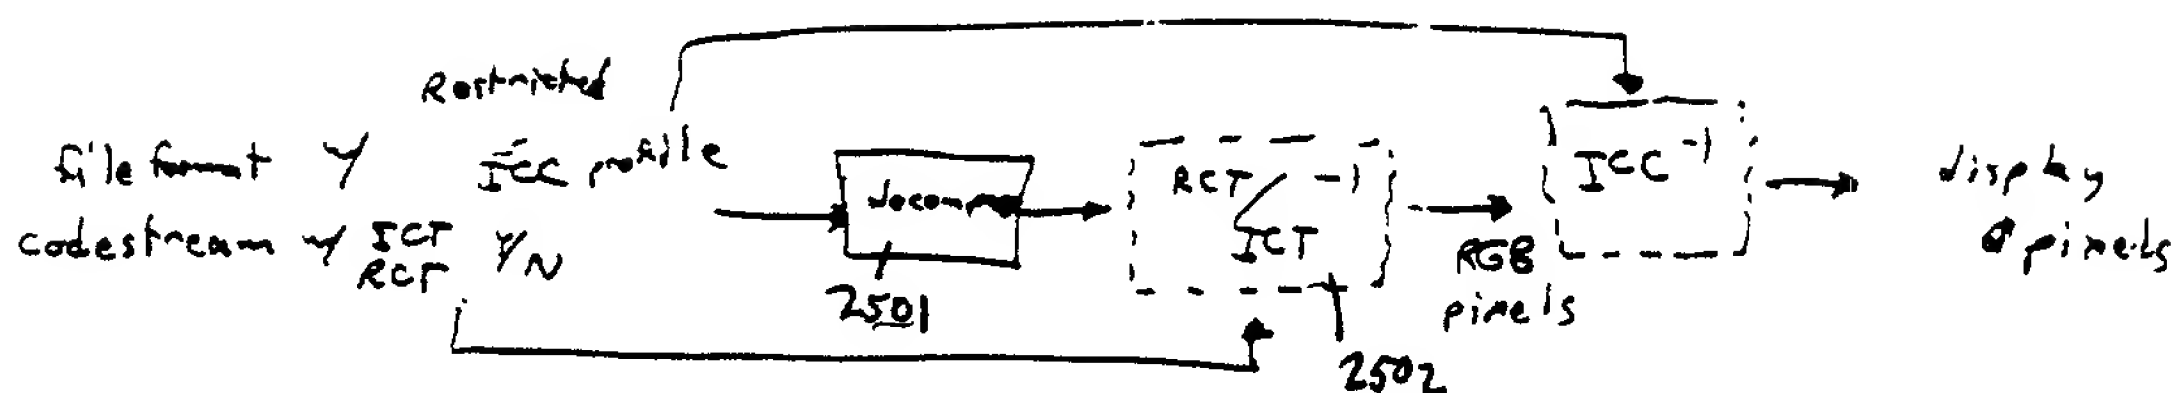 Restricted
file format w/ ICC profile
codestream w/ ICT RCT Y/N
decomp
2501
RCT/ICT -1
2502
RGB
pixels
ICC -1
display
pixels